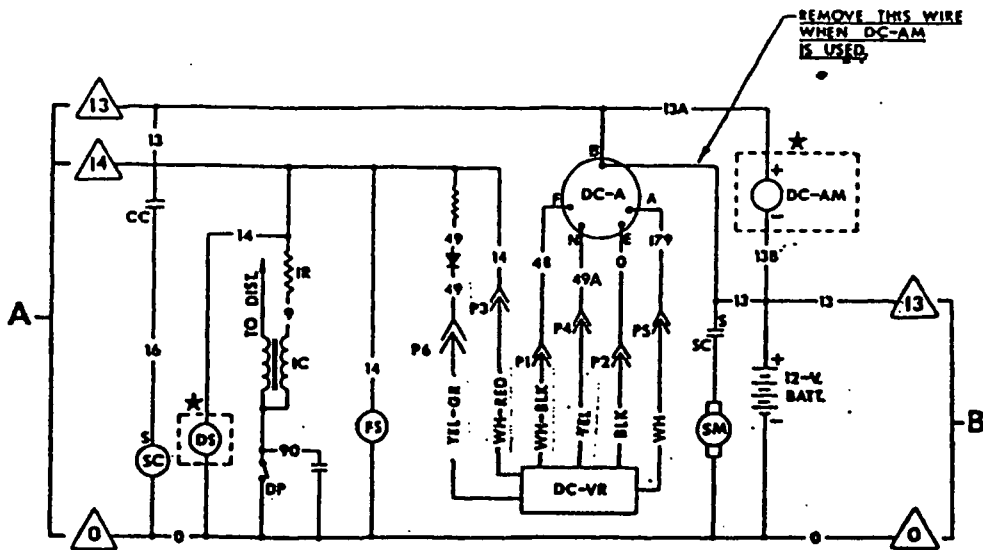 REMOVE THIS WIRE
WHEN DC-AM
IS USED
13
13A
13
14
B
DC-A
F
A
N
E
DC-AM
+
-
CC
14
1R
49
49
14
48
49A
0
179
13B
13
13
13
TO DIST.
9
IC
P3
P6
P1
P4
P2
P5
S
SC
A
16
14
YEL-GR
WH-RED
WH-BLK
YEL
BLK
WH
+
12-V.
BATT.
-
B
S
SC
DS
FS
SM
90
DP
DC-VR
0
0
0
0